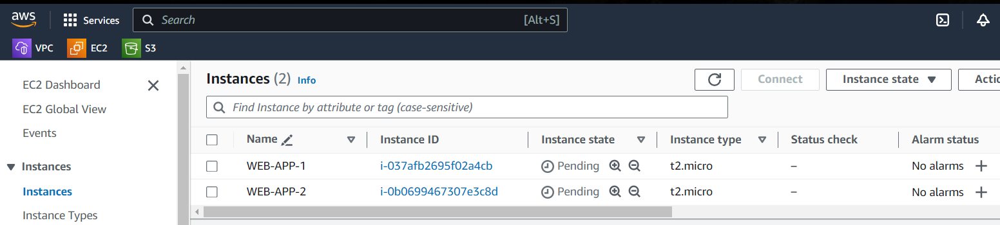 aws Services Search [Alt+S]
VPC EC2 S3
EC2 Dashboard
EC2 Global View
Events
Instances
Instances
Instance Types
Instances (2) Info Connect Instance state
Find Instance by attribute or tag (case-sensitive)
Name Instance ID Instance state Instance type Status check Alarm status
WEB-APP-1 i-037afb2695f02a4cb Pending t2.micro – No alarms
WEB-APP-2 i-0b0699467307e3c8d Pending t2.micro – No alarms